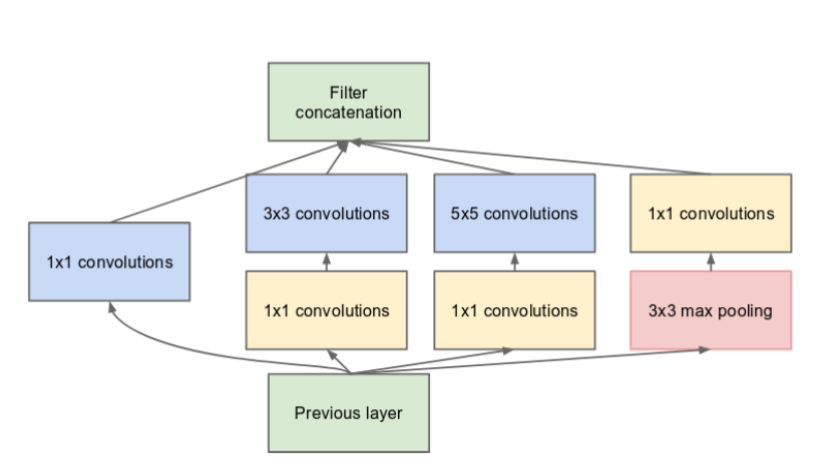 Filter
concatenation
3x3 convolutions
5x5 convolutions
1x1 convolutions
1x1 convolutions
1x1 convolutions
1x1 convolutions
3x3 max pooling
Previous layer